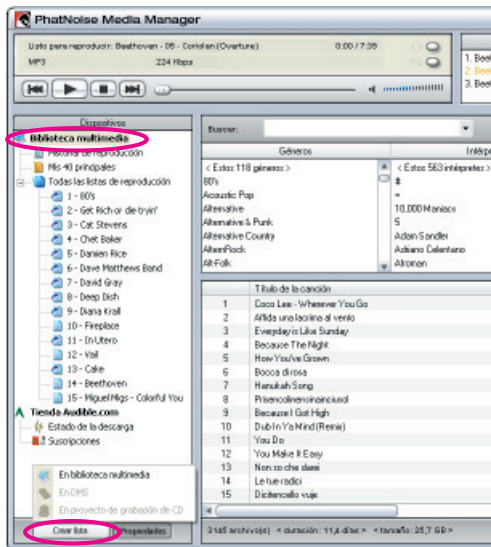 PhatNoise Media Manager
Listo para reproducir: Beethoven - 05 - Coriolan (Overture) 0:00 / 7:39
MP3 224 Kbps
1. Beet
2. Beet
3. Beet
Dispositivos
Biblioteca multimedia
Historial de reproducción
Mis 40 principales
Todas las listas de reproducción
1 - 80's
2 - Get Rich or die tryin'
3 - Cat Stevens
4 - Chet Baker
5 - Damien Rice
6 - Dave Matthews Band
7 - David Gray
8 - Deep Dish
9 - Diana Krall
10 - Fireplace
11 - In Utero
12 - Vail
13 - Cake
14 - Beethoven
15 - Miguel Migs - Colorful You
Tienda Audible.com
Estado de la descarga
Suscripciones
En biblioteca multimedia
En DMS
En proyecto de grabación de CD
Crear lista
Propiedades
Buscar:
Géneros
< Estos 118 géneros >
80's
Acoustic Pop
Alternative
Alternative & Punk
Alternative Country
AlternRock
Alt-Folk
Intérp
< Estos 563 intérpretes >
#
10,000 Maniacs
5
Adam Sandler
Adriano Celentano
Afroman
Título de la canción
1 Coco Lee - Wherever You Go
2 Affida una lacrima al vento
3 Everyday is Like Sunday
4 Because The Night
5 How You've Grown
6 Bocca di rosa
7 Hanukah Song
8 Prisencolinensinainciusol
9 Because I Got High
10 Dub In Ya Mind (Remix)
11 You Do
12 You Make It Easy
13 Non so che darei
14 Le tue radici
15 Dicitencello vuje
3165 archivo(s) < duración: 11,4 días > < tamaño: 25,7 GB >